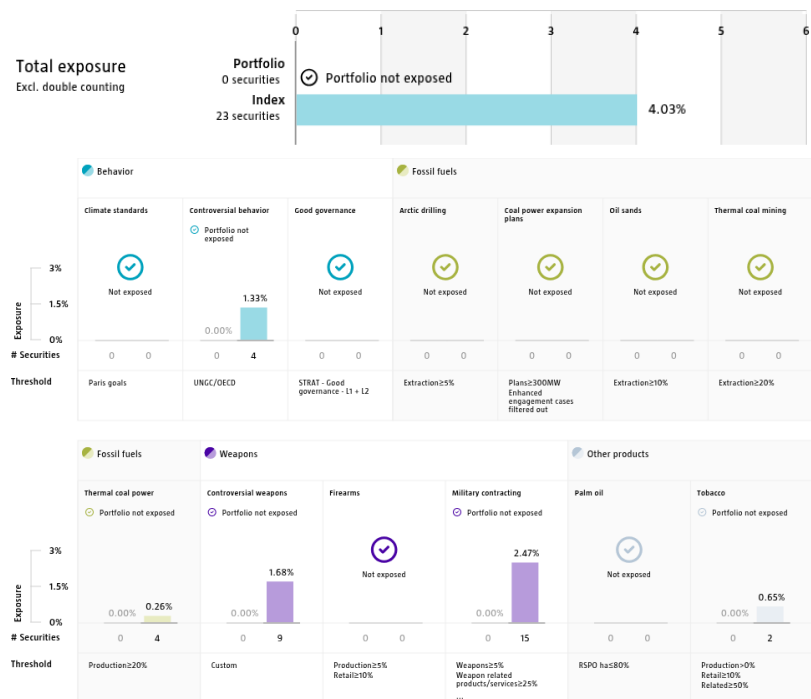 0 1 2 3 4 5 6
Total exposure
Excl. double counting
Portfolio
0 securities
Portfolio not exposed
Index
23 securities
4.03%
Behavior
Fossil fuels
Climate standards
Controversial behavior
Good governance
Arctic drilling
Coal power expansion
plans
Oil sands
Thermal coal mining
Portfolio not
exposed
Not exposed
Not exposed
Not exposed
Not exposed
Not exposed
Not exposed
Exposure
3%
1.5%
0%
0.00%
1.33%
# Securities
0 0
0 4
0 0
0 0
0 0
0 0
0 0
Threshold
Paris goals
UNGC/OECD
STRAT - Good
governance - L1 + L2
Extraction≥5%
Plans≥300MW
Enhanced
engagement cases
filtered out
Extraction≥10%
Extraction≥20%
Fossil fuels
Weapons
Other products
Thermal coal power
Controversial weapons
Firearms
Military contracting
Palm oil
Tobacco
Portfolio not exposed
Portfolio not exposed
Portfolio not exposed
Portfolio not exposed
Not exposed
Not exposed
Exposure
3%
1.5%
0%
0.00% 0.26%
0.00% 1.68%
0.00% 2.47%
0.00% 0.65%
# Securities
0 4
0 9
0 0
0 15
0 0
0 2
Threshold
Production≥20%
Custom
Production≥5%
Retail≥10%
Weapons≥5%
Weapon related
products/services≥25%
RSPO ha≤80%
Production>0%
Retail≥10%
Related≥50%